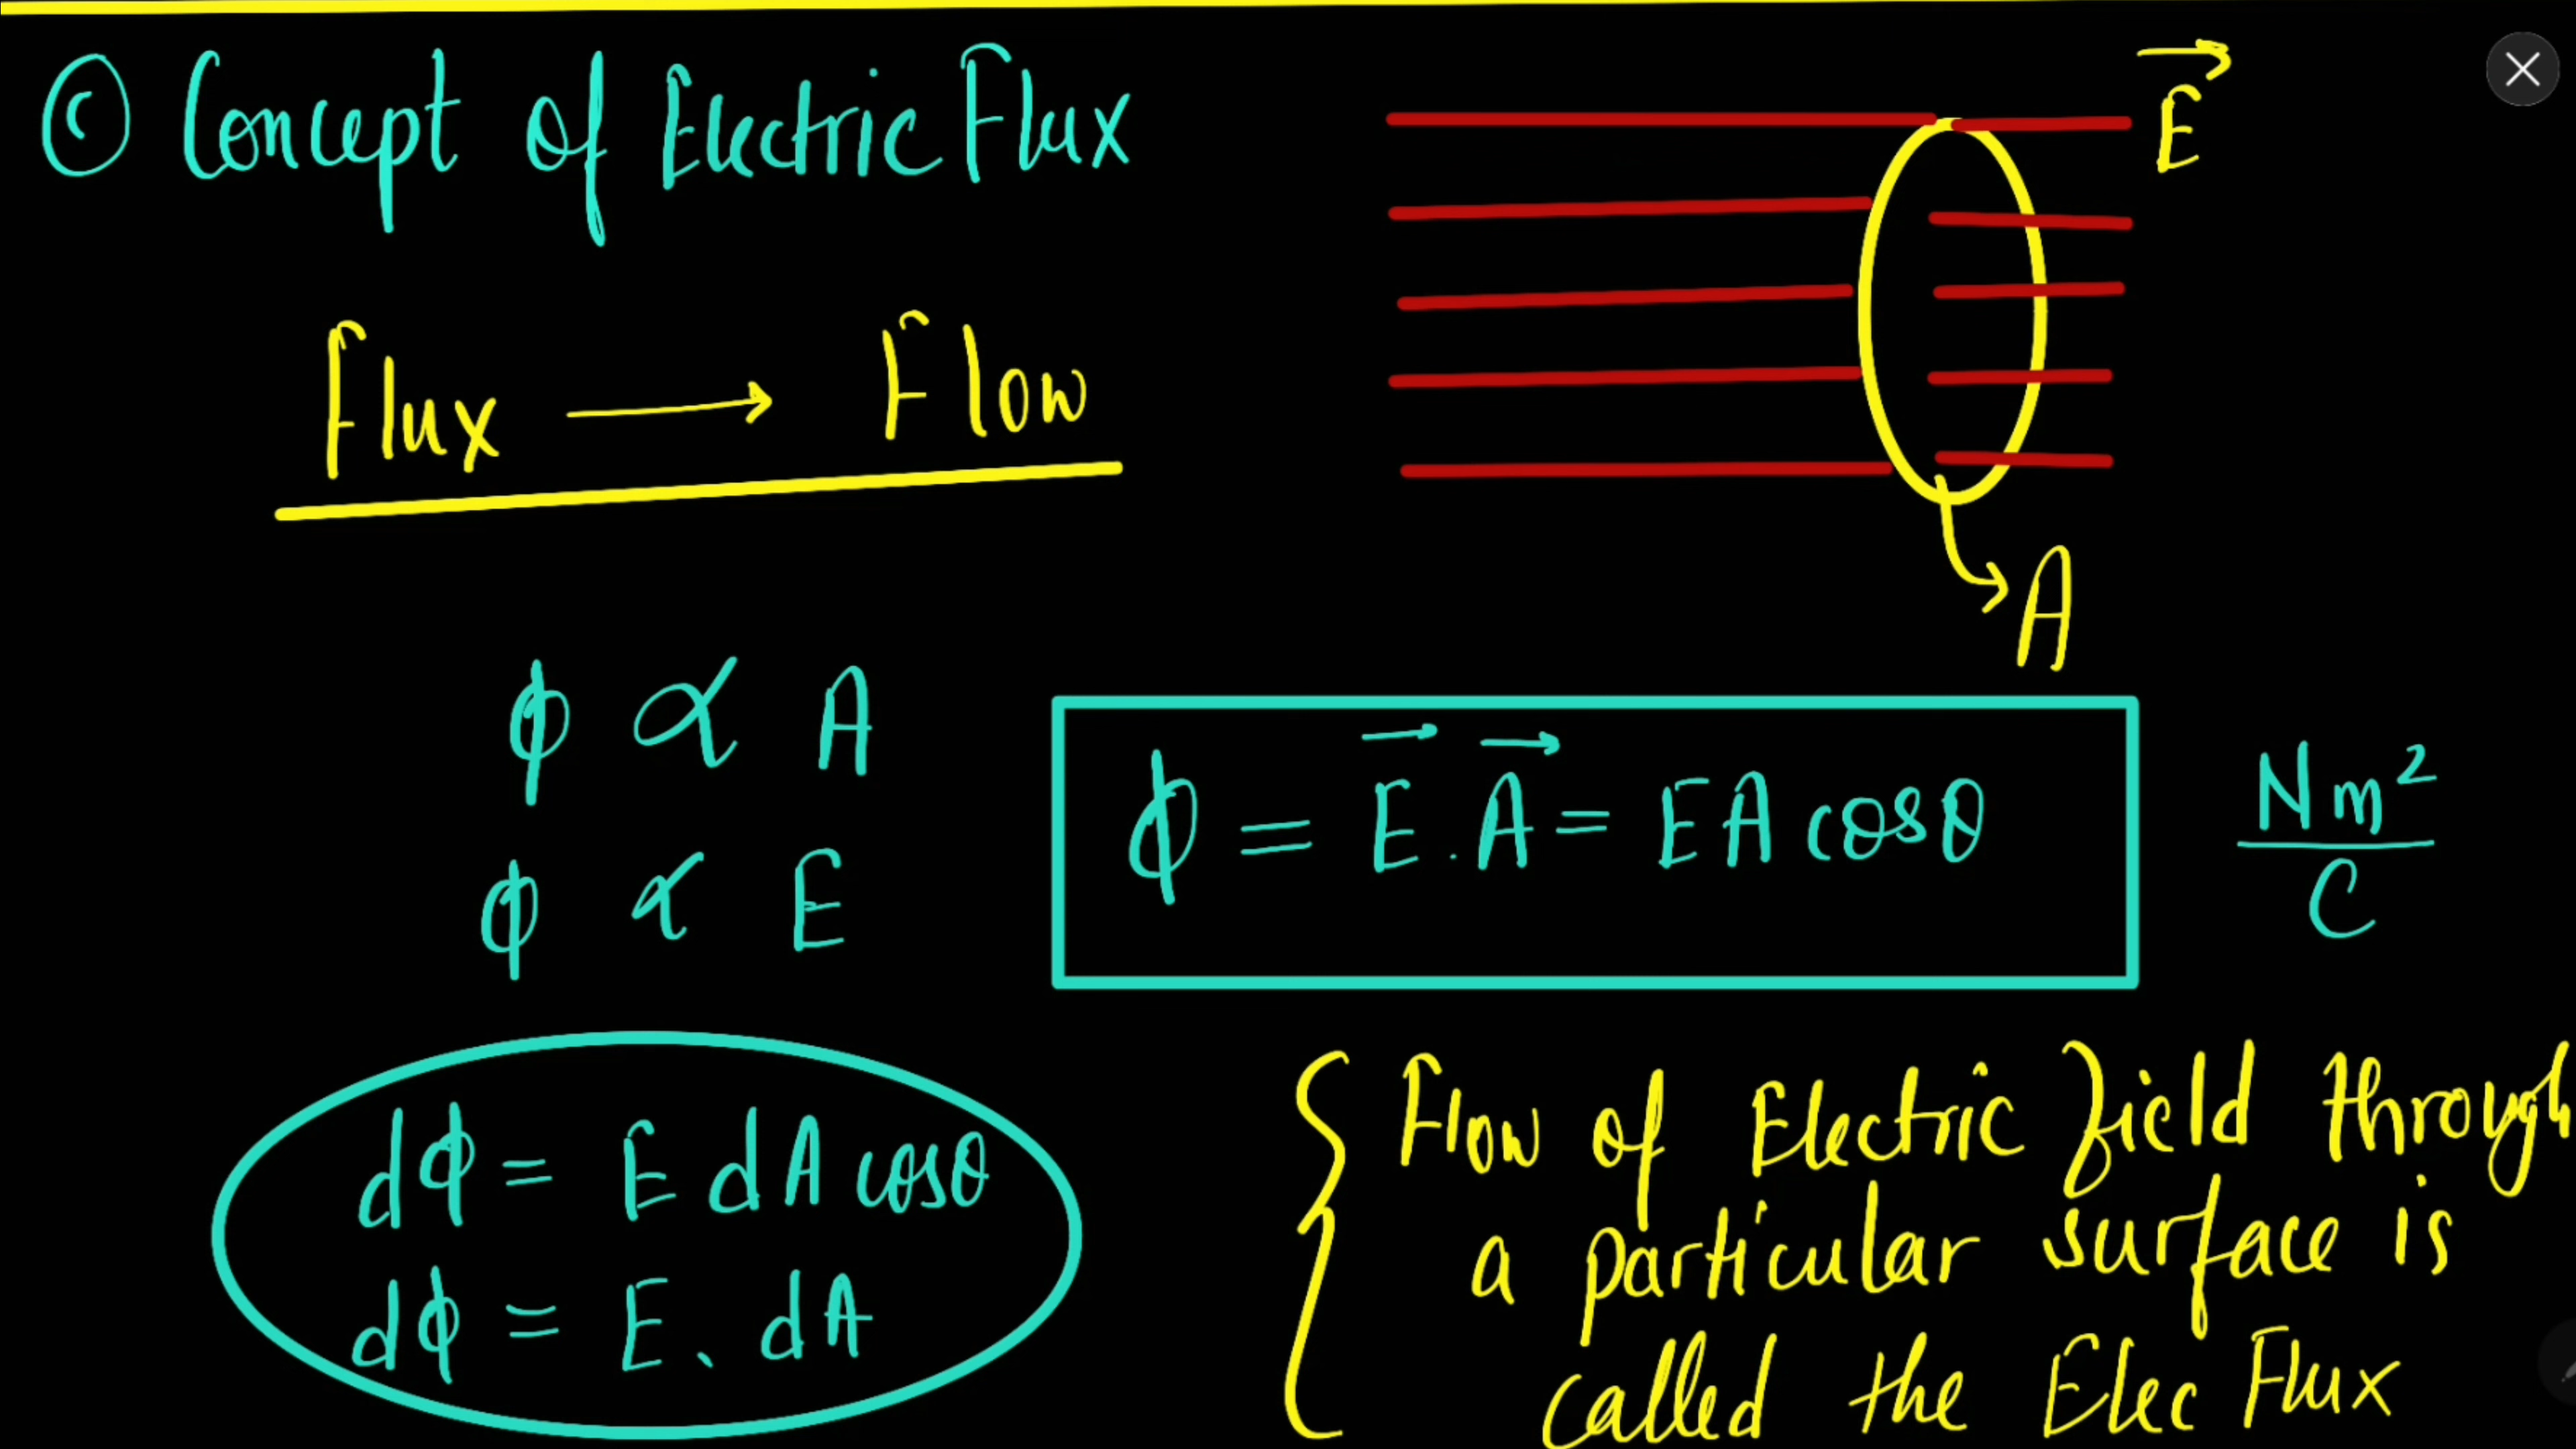 © Concept of Electric Flux
E
Flux → Flow
A
ϕ ∝ A
ϕ ∝ E
ϕ = E . A = EA cosθ
Nm²/C
dϕ = E dA cosθ
dϕ = E . dA
{ Flow of Electric field through
a particular surface is
called the Elec Flux